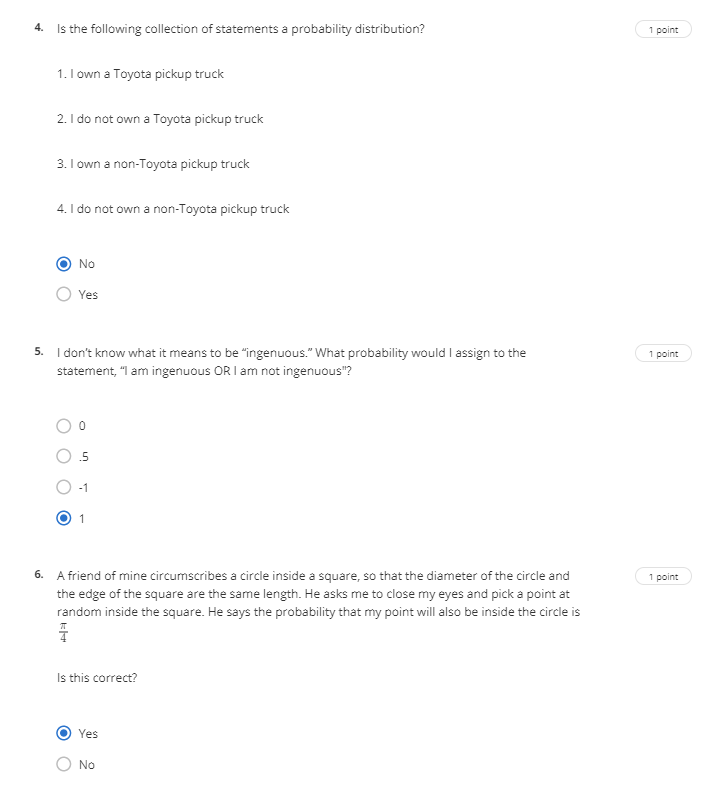 4. Is the following collection of statements a probability distribution? 1 point
1. I own a Toyota pickup truck
2. I do not own a Toyota pickup truck
3. I own a non-Toyota pickup truck
4. I do not own a non-Toyota pickup truck
No
Yes
5. I don't know what it means to be “ingenuous.” What probability would I assign to the 1 point
statement, “I am ingenuous OR I am not ingenuous"?
0
.5
-1
1
6. A friend of mine circumscribes a circle inside a square, so that the diameter of the circle and 1 point
the edge of the square are the same length. He asks me to close my eyes and pick a point at
random inside the square. He says the probability that my point will also be inside the circle is
π
4
Is this correct?
Yes
No